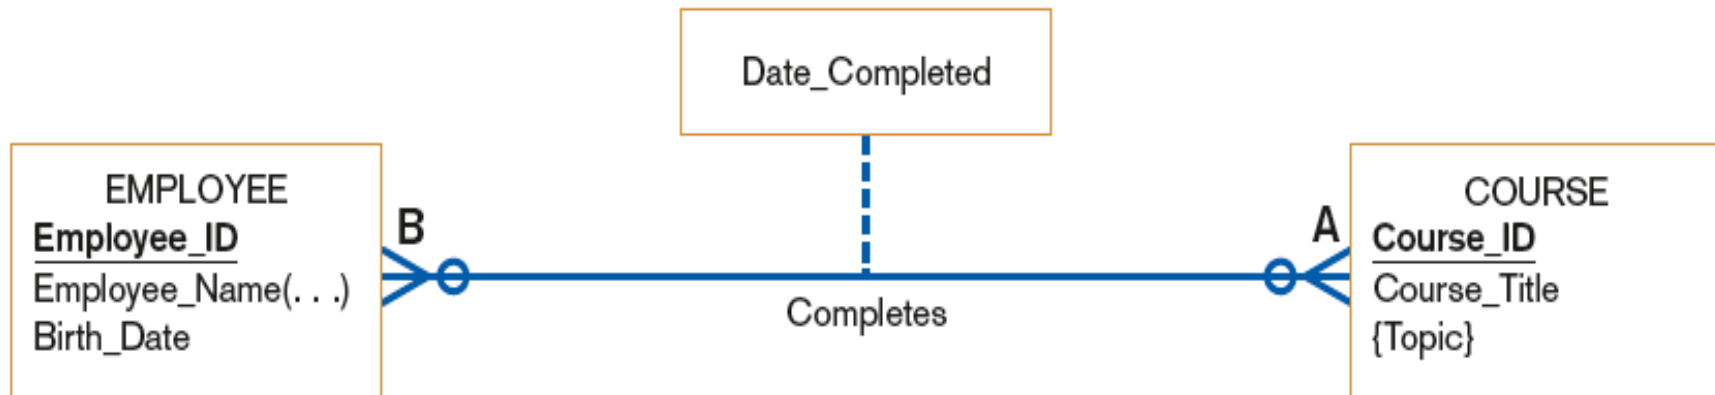 Date_Completed
EMPLOYEE
Employee_ID
Employee_Name(. . .)
Birth_Date
B
Completes
A
COURSE
Course_ID
Course_Title
{Topic}